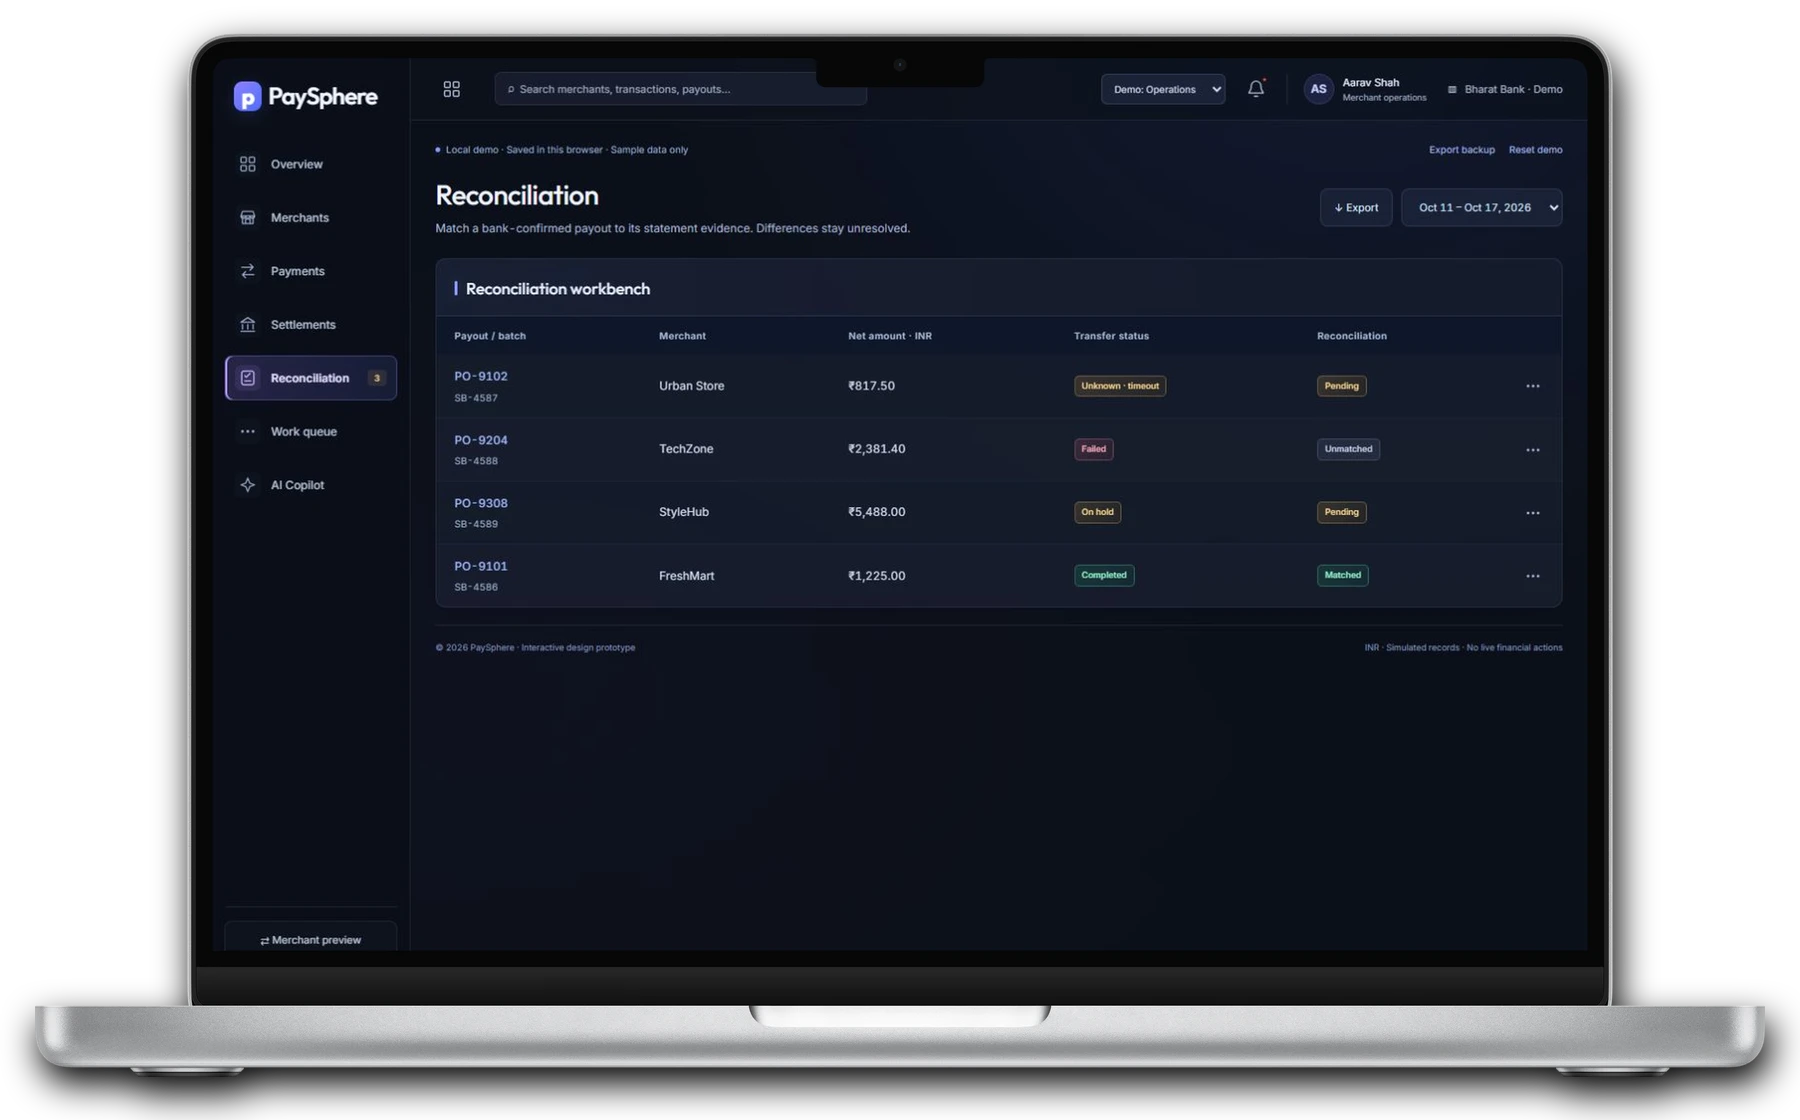 p PaySphere
Search merchants, transactions, payouts...
Demo: Operations
AS
Aarav Shah
Merchant operations
Bharat Bank · Demo
Overview
Merchants
Payments
Settlements
Reconciliation 3
Work queue
AI Copilot
⇄ Merchant preview
Local demo · Saved in this browser · Sample data only
Export backup Reset demo
Reconciliation
Match a bank-confirmed payout to its statement evidence. Differences stay unresolved.
↓ Export
Oct 11 – Oct 17, 2026
Reconciliation workbench
Payout / batch Merchant Net amount · INR Transfer status Reconciliation
PO-9102 Urban Store ₹817.50 Unknown · timeout Pending
SB-4587
PO-9204 TechZone ₹2,381.40 Failed Unmatched
SB-4588
PO-9308 StyleHub ₹5,488.00 On hold Pending
SB-4589
PO-9101 FreshMart ₹1,225.00 Completed Matched
SB-4586
© 2026 PaySphere · Interactive design prototype
INR · Simulated records · No live financial actions